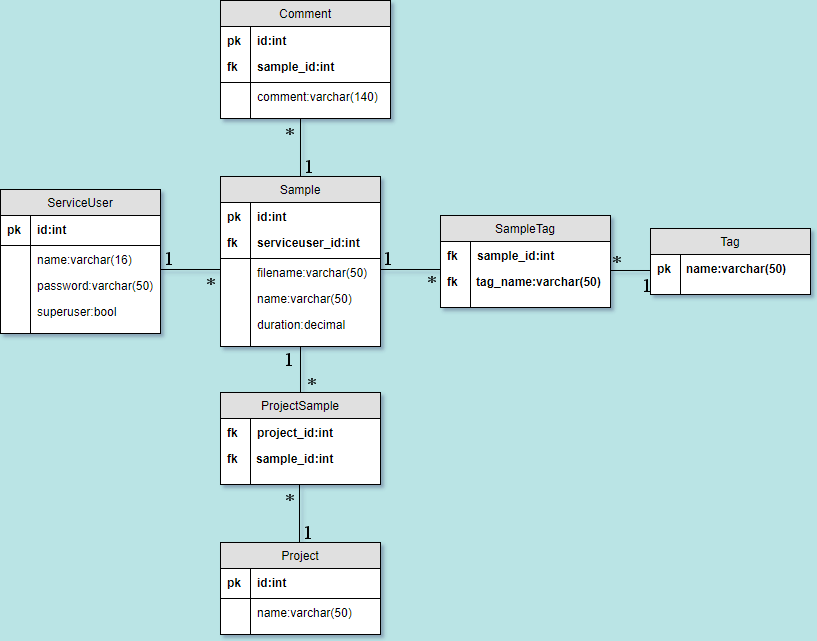 Comment
pk id:int
fk sample_id:int
comment:varchar(140)
*
1
Sample
pk id:int
fk serviceuser_id:int
filename:varchar(50)
name:varchar(50)
duration:decimal
ServiceUser
pk id:int
name:varchar(16)
password:varchar(50)
superuser:bool
1
*
1
*
SampleTag
fk sample_id:int
fk tag_name:varchar(50)
*
1
Tag
pk name:varchar(50)
1
*
ProjectSample
fk project_id:int
fk sample_id:int
*
1
Project
pk id:int
name:varchar(50)